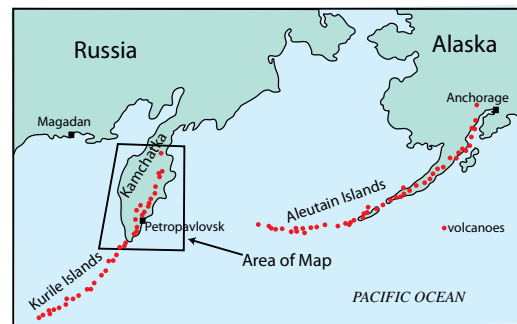 Russia
Alaska
Anchorage
Magadan
Kamchatka
Aleutain Islands
Petropavlovsk
volcanoes
Area of Map
Kurile Islands
PACIFIC OCEAN